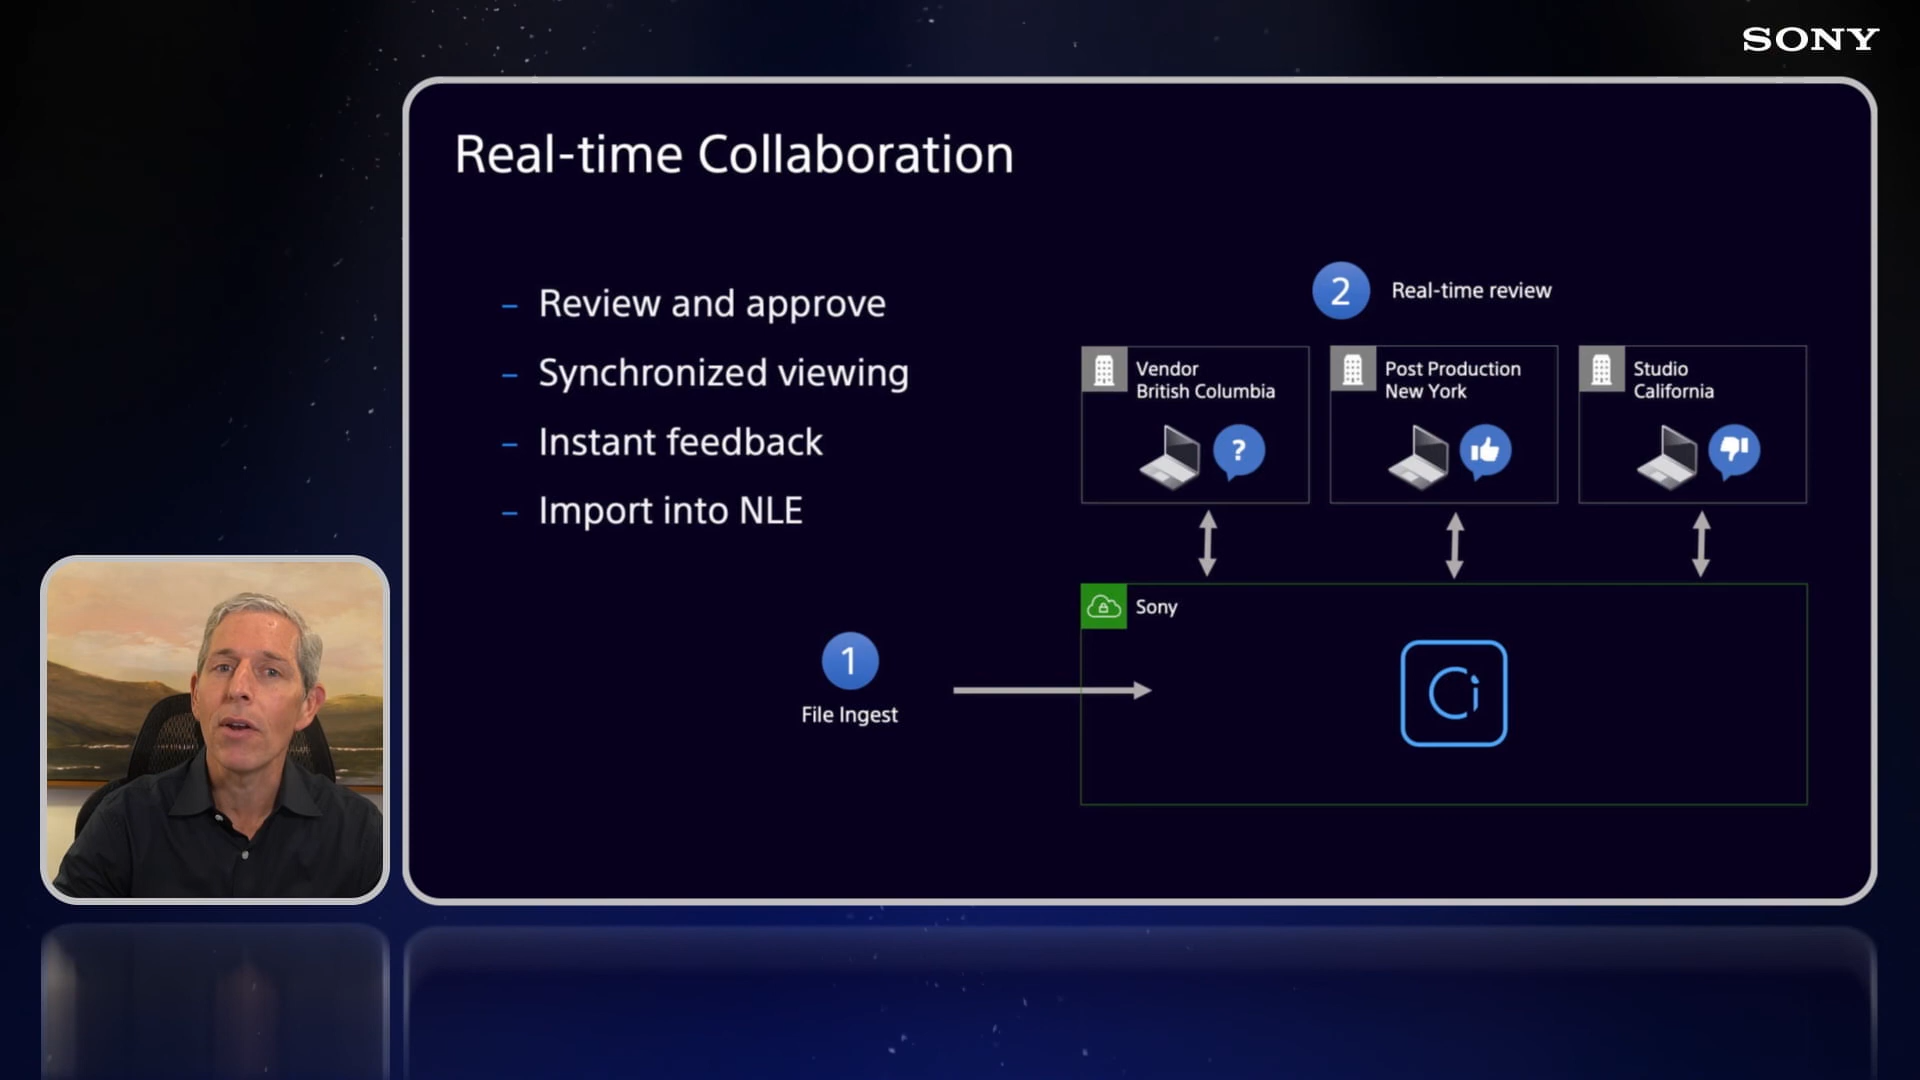 SONY
Real-time Collaboration
– Review and approve
– Synchronized viewing
– Instant feedback
– Import into NLE
2 Real-time review
Vendor
British Columbia
?
Post Production
New York
Studio
California
Sony
Ci
1
File Ingest